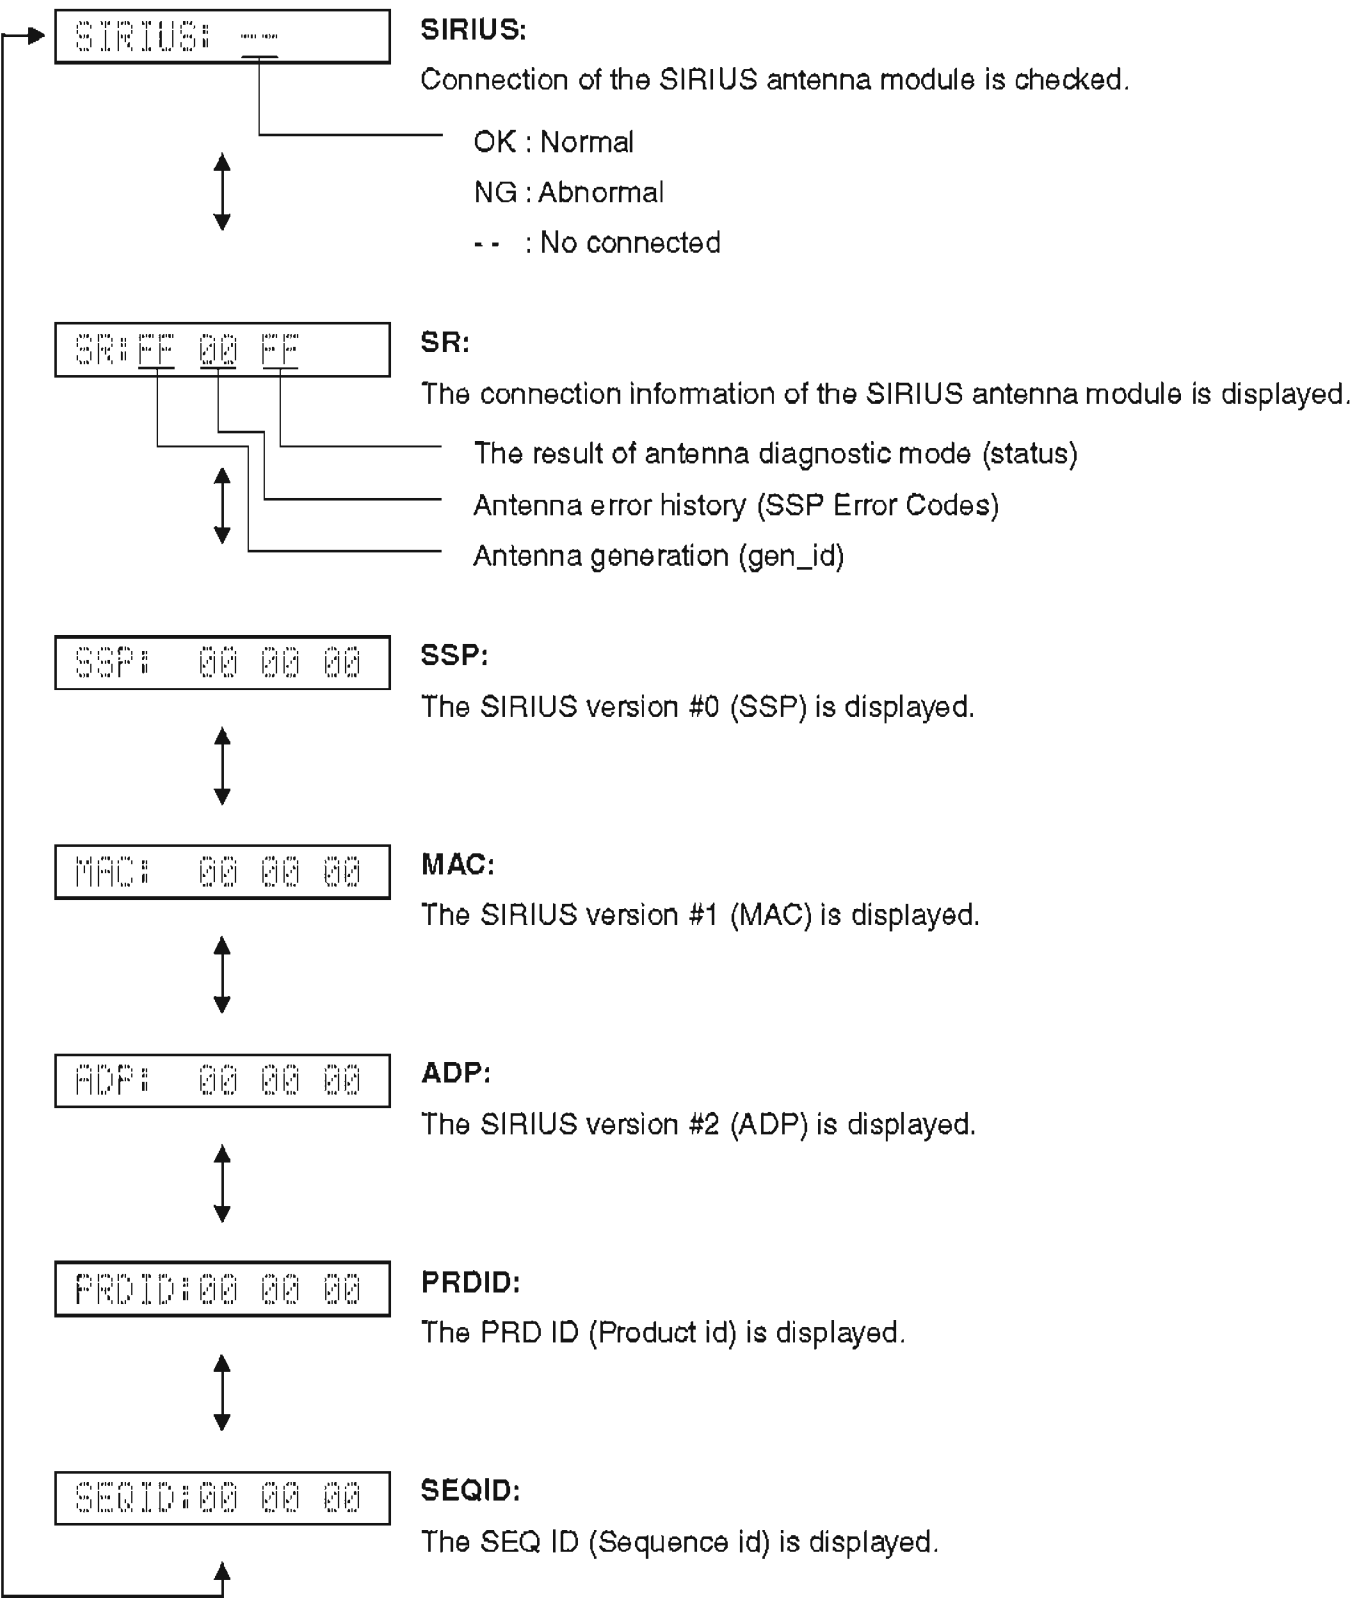 SIRIUS: --
SIRIUS:
Connection of the SIRIUS antenna module is checked.
OK : Normal
NG : Abnormal
- - : No connected
SR:FF 00 FF
SR:
The connection information of the SIRIUS antenna module is displayed.
The result of antenna diagnostic mode (status)
Antenna error history (SSP Error Codes)
Antenna generation (gen_id)
SSP: 00 00 00
SSP:
The SIRIUS version #0 (SSP) is displayed.
MAC: 00 00 00
MAC:
The SIRIUS version #1 (MAC) is displayed.
ADP: 00 00 00
ADP:
The SIRIUS version #2 (ADP) is displayed.
PRDID:00 00 00
PRDID:
The PRD ID (Product id) is displayed.
SEQID:00 00 00
SEQID:
The SEQ ID (Sequence id) is displayed.